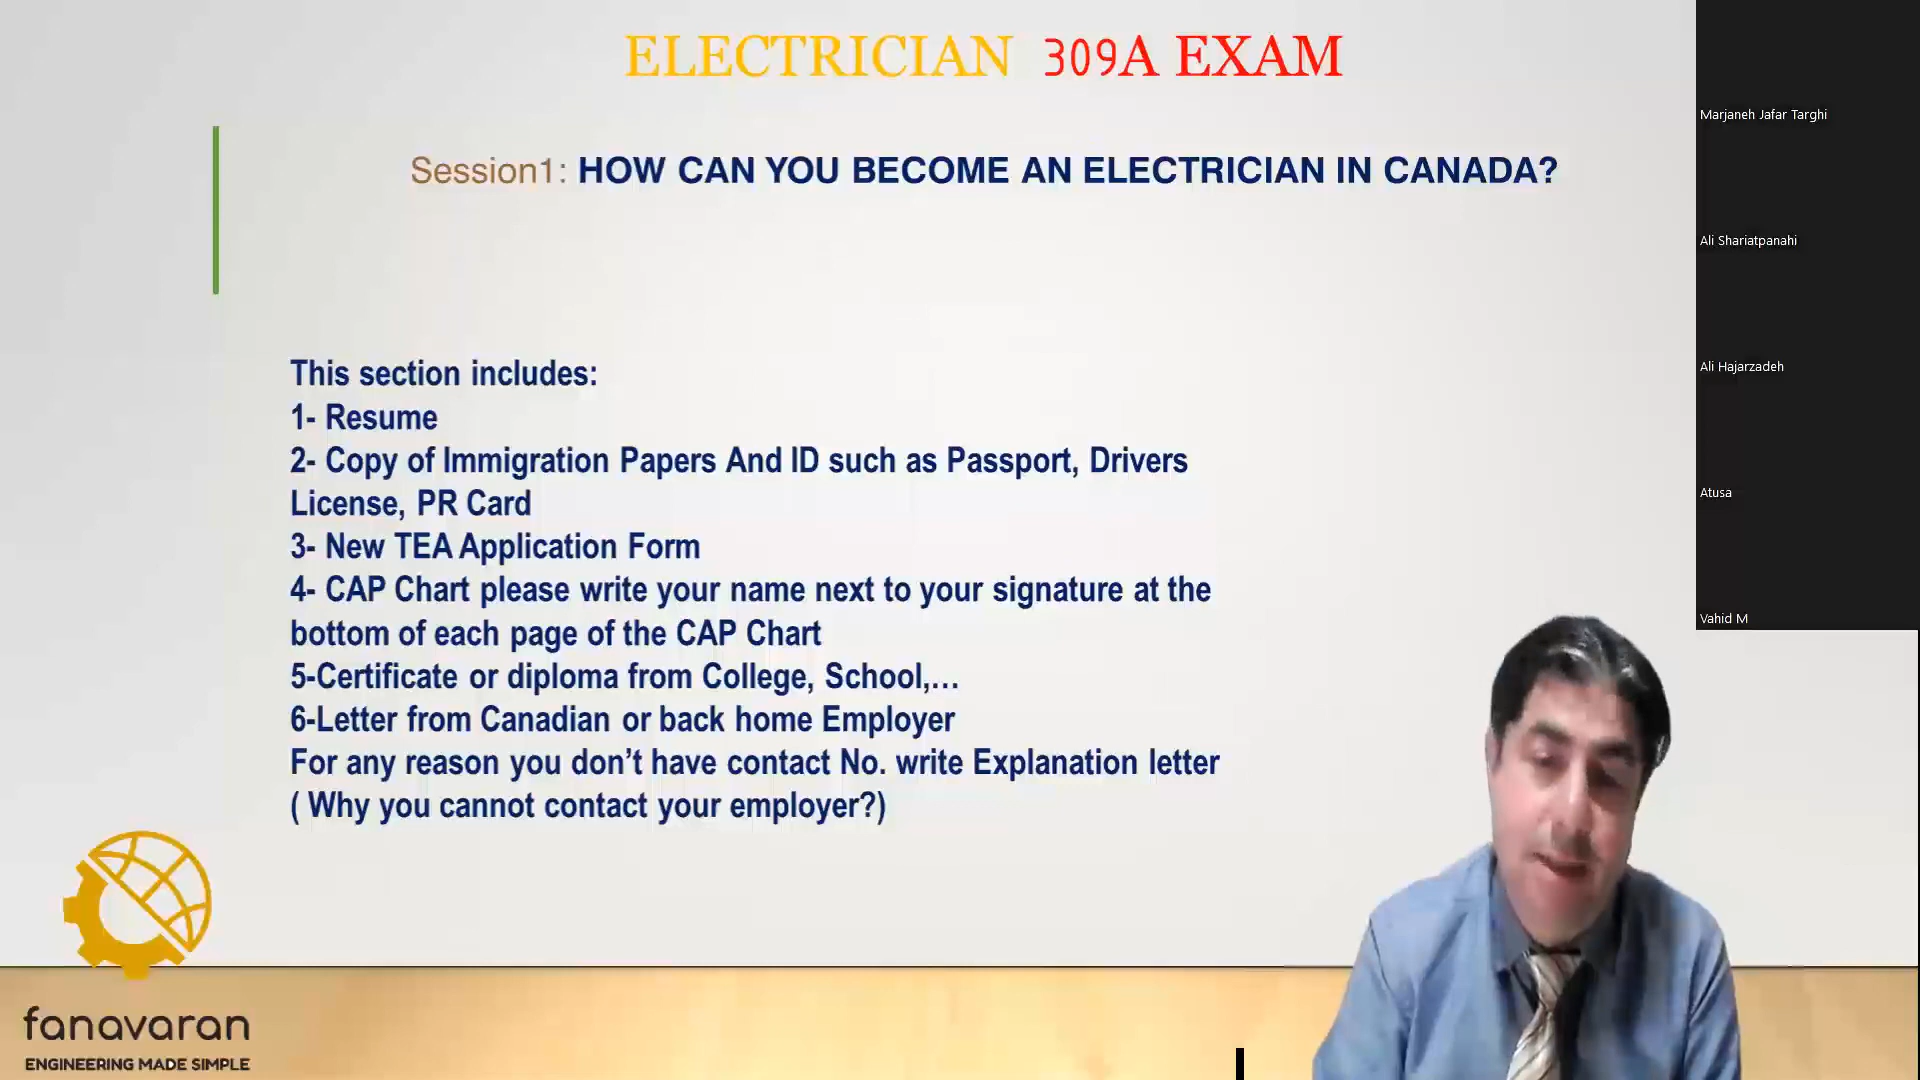 ELECTRICIAN 309A EXAM
Session1: HOW CAN YOU BECOME AN ELECTRICIAN IN CANADA?
This section includes:
1- Resume
2- Copy of Immigration Papers And ID such as Passport, Drivers
License, PR Card
3- New TEA Application Form
4- CAP Chart please write your name next to your signature at the
bottom of each page of the CAP Chart
5-Certificate or diploma from College, School,...
6-Letter from Canadian or back home Employer
For any reason you don’t have contact No. write Explanation letter
( Why you cannot contact your employer?)
fanavaran
ENGINEERING MADE SIMPLE
Marjaneh Jafar Targhi
Ali Shariatpanahi
Ali Hajarzadeh
Atusa
Vahid M